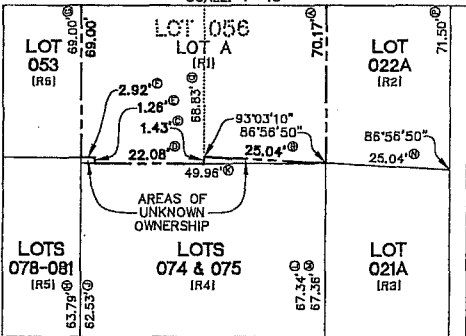 LOT 056
LOT
053
[R6]
69.00'Ⓖ
69.00'
LOT A
[R1]
68.83'Ⓠ
70.17'Ⓐ
LOT
022A
[R2]
71.50'Ⓟ
2.92'Ⓕ
1.26'Ⓔ
1.43'Ⓒ
93°03'10"
86°56'50"
86°56'50"
22.08'Ⓓ
25.04'Ⓑ
25.04'Ⓝ
49.96'Ⓚ
AREAS OF
UNKNOWN
OWNERSHIP
LOTS
078-081
[R5]
63.79'Ⓗ
62.53'Ⓙ
LOTS
074 & 075
[R4]
67.34'Ⓛ
67.36'Ⓜ
LOT
021A
[R3]